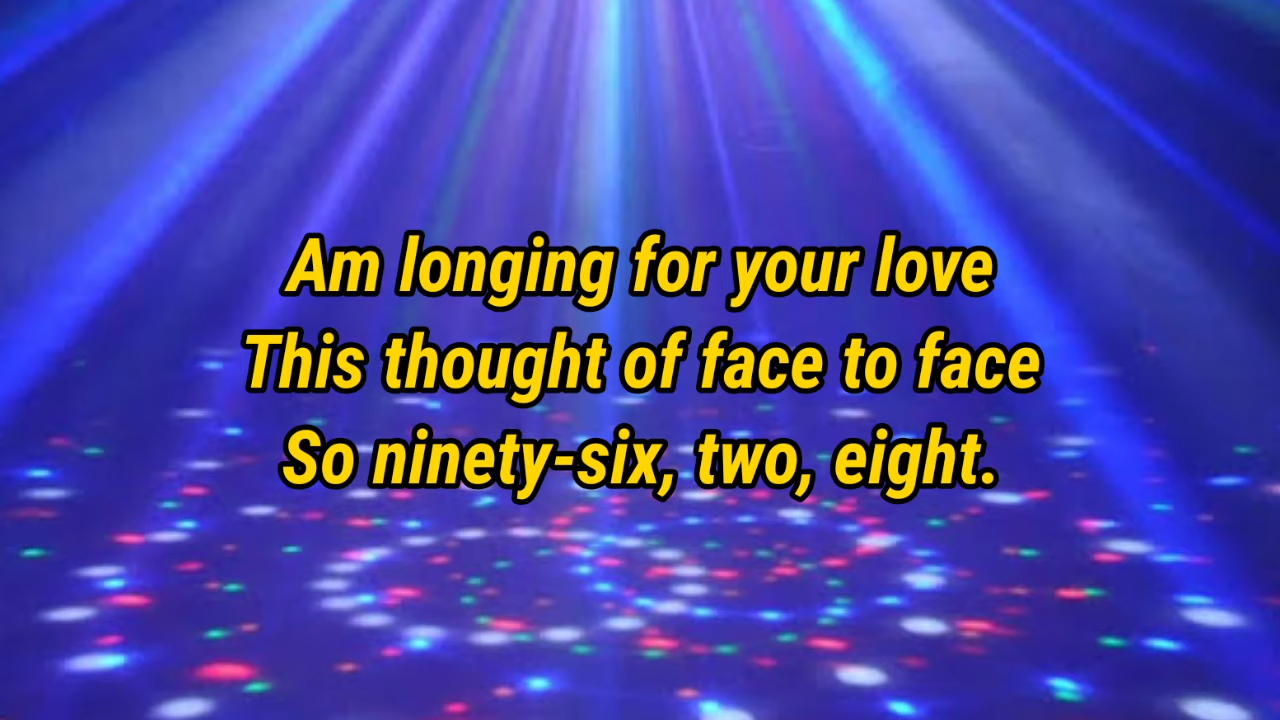 Am longing for your love
This thought of face to face
So ninety-six, two, eight.